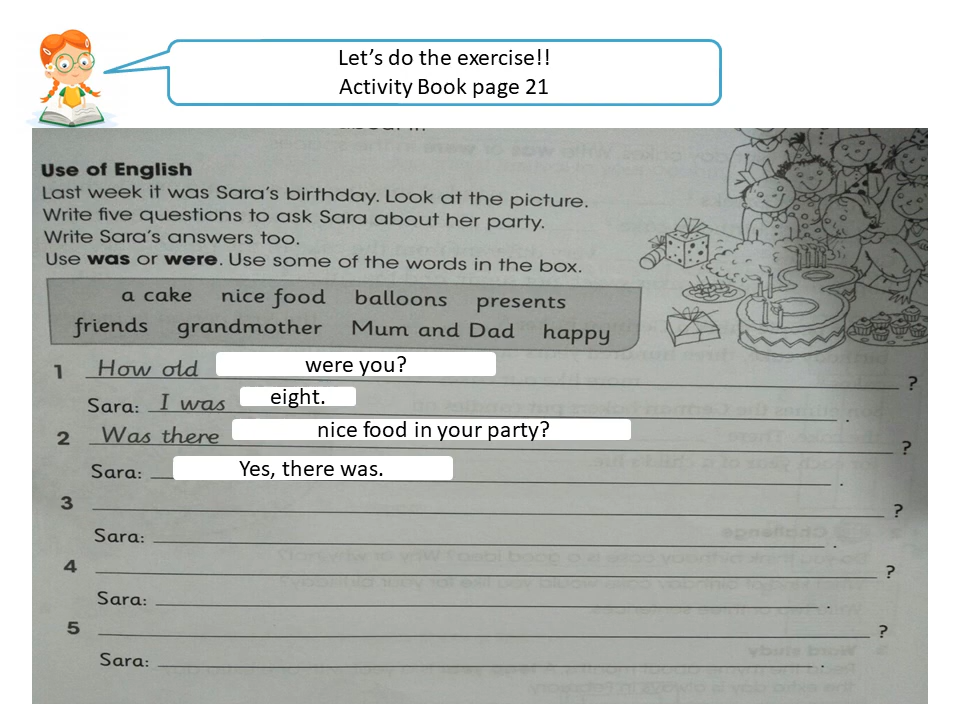 Let's do the exercise!!
Activity Book page 21
Use of English
Last week it was Sara's birthday. Look at the picture.
Write five questions to ask Sara about her party.
Write Sara's answers too.
Use was or were. Use some of the words in the box.
a cake nice food balloons presents
friends grandmother Mum and Dad happy
1 How old were you? ?
Sara: I was eight. .
2 Was there nice food in your party? ?
Sara: Yes, there was. .
3 ?
Sara: .
4 ?
Sara: .
5 ?
Sara: .